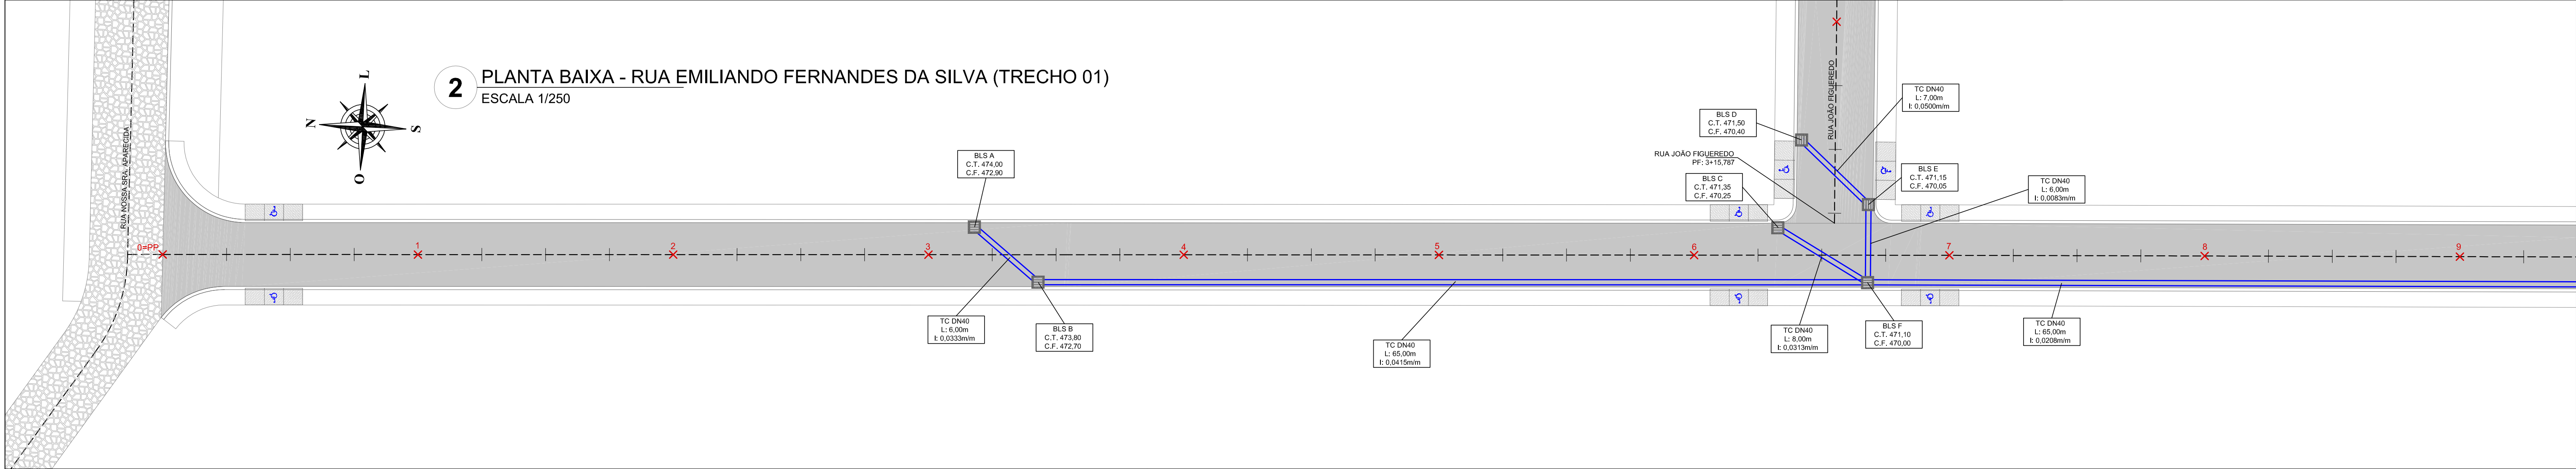 2
PLANTA BAIXA - RUA EMILIANDO FERNANDES DA SILVA (TRECHO 01)
ESCALA 1/250
L
N
S
O
RUA NOSSA SRA. APARECIDA
RUA JOÃO FIGUEREDO
TC DN40
L: 7,00m
I: 0,0500m/m
BLS D
C.T. 471,50
C.F. 470,40
RUA JOÃO FIGUEREDO
PF: 3+15,787
BLS A
C.T. 474,00
C.F. 472,90
BLS C
C.T. 471,35
C.F. 470,25
BLS E
C.T. 471,15
C.F. 470,05
TC DN40
L: 6,00m
I: 0,0083m/m
0=PP
1
2
3
4
5
6
7
8
9
TC DN40
L: 6,00m
I: 0,0333m/m
BLS B
C.T. 473,80
C.F. 472,70
TC DN40
L: 65,00m
I: 0,0415m/m
TC DN40
L: 8,00m
I: 0,0313m/m
BLS F
C.T. 471,10
C.F. 470,00
TC DN40
L: 65,00m
I: 0,0208m/m